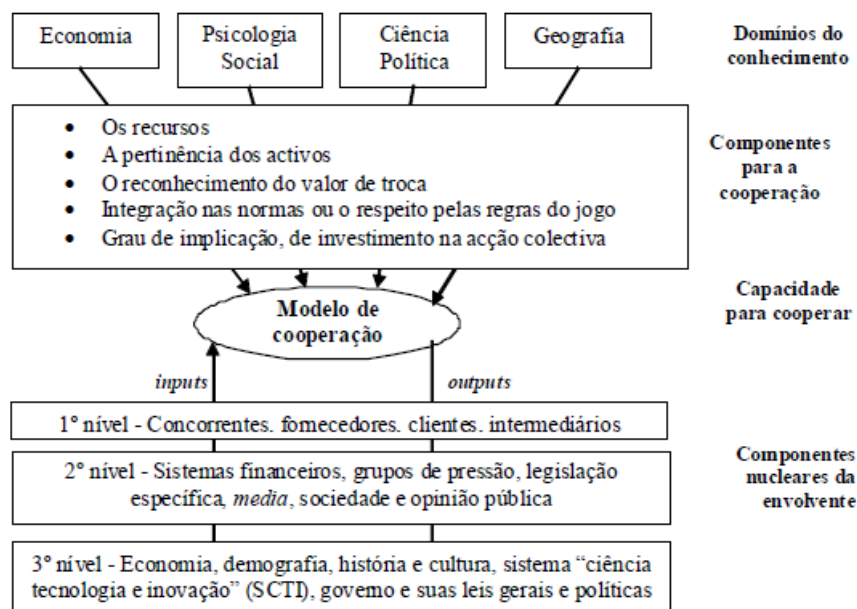 Economia
Psicologia
Social
Ciência
Política
Geografia
Domínios do
conhecimento
• Os recursos
• A pertinência dos activos
• O reconhecimento do valor de troca
• Integração nas normas ou o respeito pelas regras do jogo
• Grau de implicação, de investimento na acção colectiva
Componentes
para a
cooperação
Modelo de
cooperação
Capacidade
para cooperar
inputs
outputs
1º nível - Concorrentes. fornecedores. clientes. intermediários
2º nível - Sistemas financeiros, grupos de pressão, legislação
específica, media, sociedade e opinião pública
3º nível - Economia, demografia, história e cultura, sistema “ciência
tecnologia e inovação” (SCTI), governo e suas leis gerais e políticas
Componentes
nucleares da
envolvente